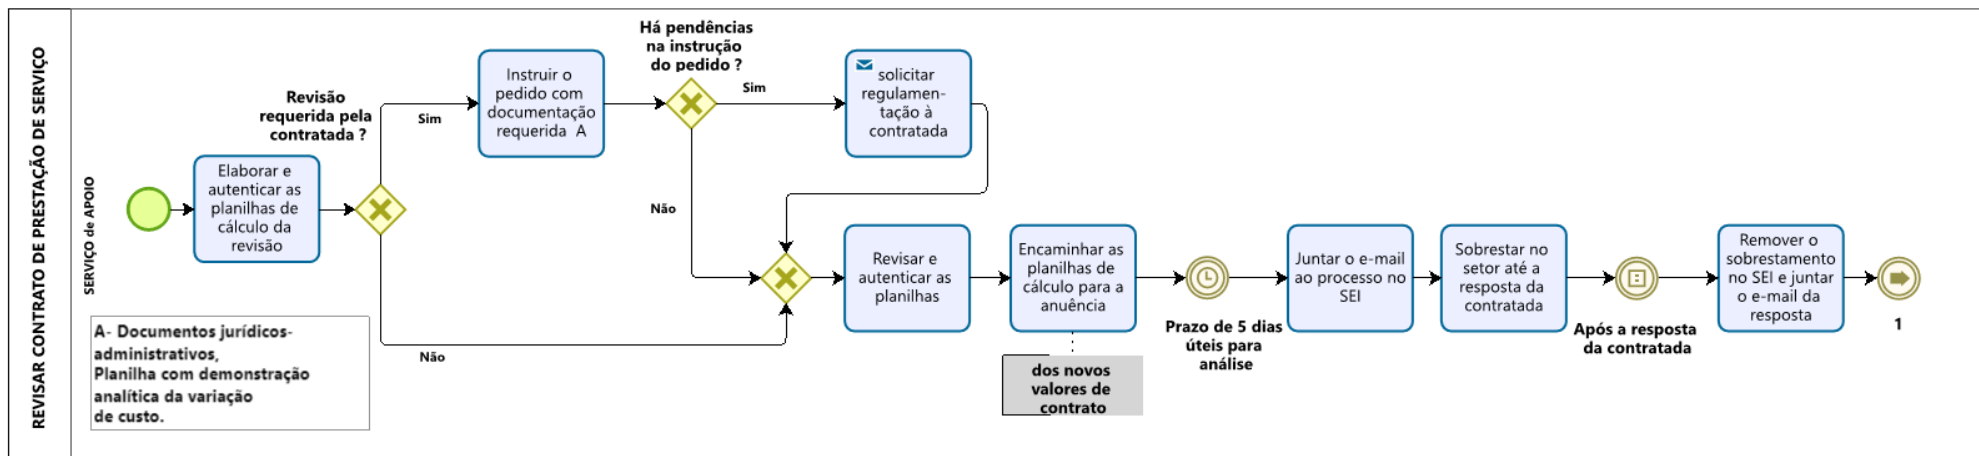 REVISAR CONTRATO DE PRESTAÇÃO DE SERVIÇO
SERVIÇO de APOIO
Elaborar e
autenticar as
planilhas de
cálculo da
revisão
Revisão
requerida pela
contratada ?
Sim
Não
Instruir o
pedido com
documentação
requerida A
Há pendências
na instrução
do pedido ?
Sim
Não
solicitar
regulamen-
tação à
contratada
Revisar e
autenticar as
planilhas
Encaminhar as
planilhas de
cálculo para a
anuência
dos novos
valores de
contrato
Prazo de 5 dias
úteis para
análise
Juntar o e-mail
ao processo no
SEI
Sobrestar no
setor até a
resposta da
contratada
Após a resposta
da contratada
Remover o
sobrestamento
no SEI e juntar
o e-mail da
resposta
1
A- Documentos jurídicos-
administrativos,
Planilha com demonstração
analítica da variação
de custo.